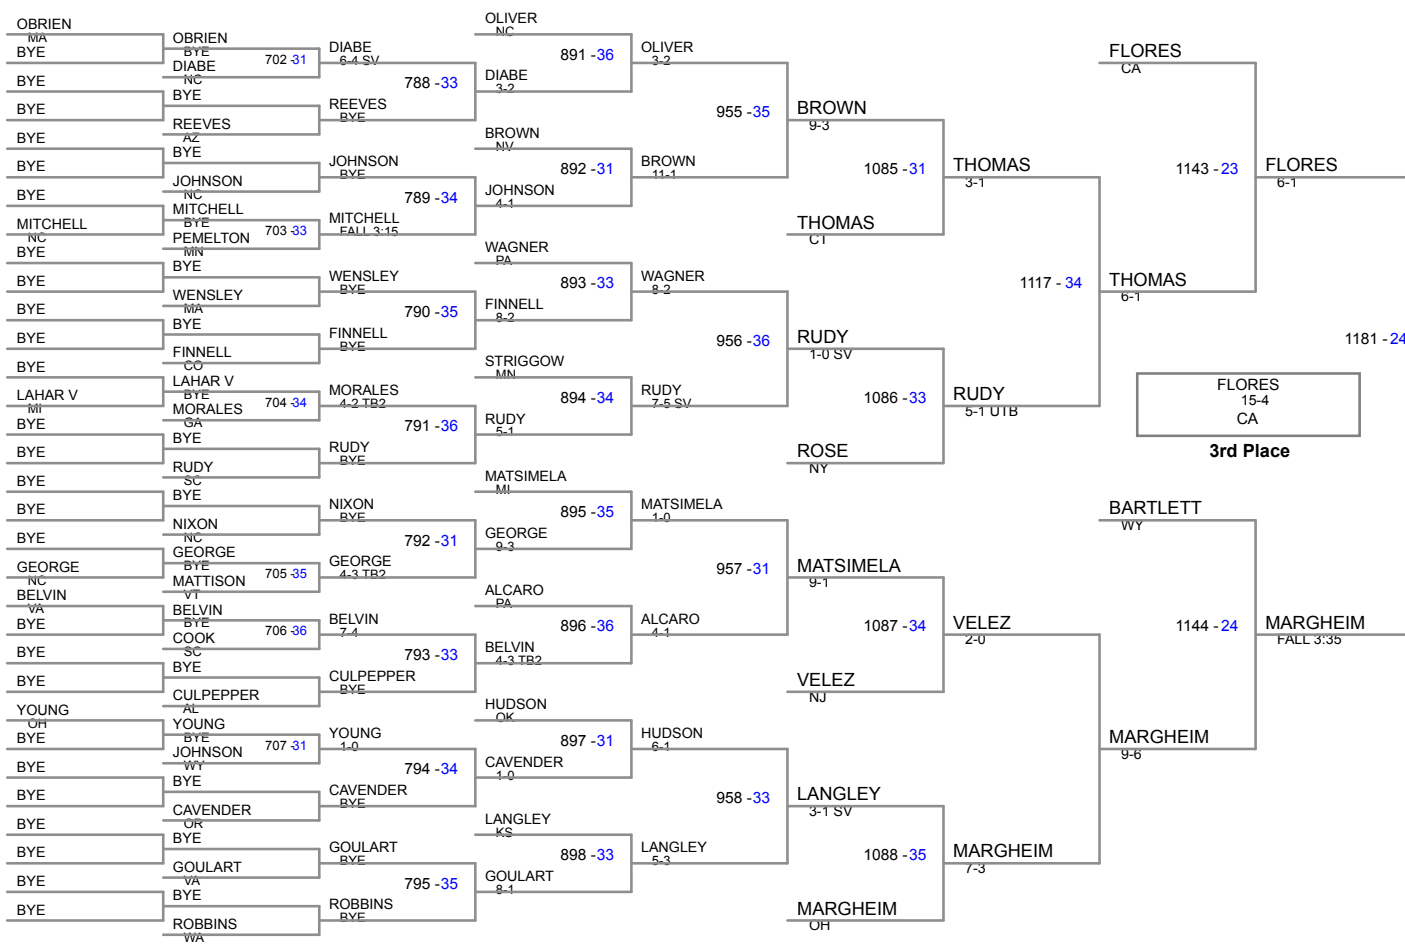 OBRIEN
MA
BYE
BYE
BYE
BYE
BYE
BYE
MITCHELL
NC
BYE
BYE
BYE
BYE
BYE
LAHAR V
MI
BYE
BYE
BYE
BYE
BYE
GEORGE
NC
BELVIN
VA
BYE
BYE
BYE
YOUNG
OH
BYE
BYE
BYE
BYE
BYE
BYE
BYE
OBRIEN
BYE
702 -31
DIABE
NC
BYE
REEVES
AZ
BYE
JOHNSON
NC
MITCHELL
BYE
703 -33
PEMELTON
MN
BYE
WENSLEY
MA
BYE
FINNELL
CO
LAHAR V
BYE
704 -34
MORALES
GA
BYE
RUDY
SC
BYE
NIXON
NC
GEORGE
BYE
705 -35
MATTISON
VT
BELVIN
BYE
706 -36
COOK
SC
BYE
CULPEPPER
AL
YOUNG
BYE
707 -31
JOHNSON
WY
BYE
CAVENDER
OR
BYE
GOULART
VA
BYE
ROBBINS
WA
DIABE
6-4 SV
788 -33
REEVES
BYE
JOHNSON
BYE
789 -34
MITCHELL
FALL 3:15
WENSLEY
BYE
790 -35
FINNELL
BYE
MORALES
4-2 TB2
791 -36
RUDY
BYE
NIXON
BYE
792 -31
GEORGE
4-3 TB2
BELVIN
7-4
793 -33
CULPEPPER
BYE
YOUNG
1-0
794 -34
CAVENDER
BYE
GOULART
BYE
795 -35
ROBBINS
BYE
OLIVER
NC
891 -36
DIABE
3-2
BROWN
NV
892 -31
JOHNSON
4-1
WAGNER
PA
893 -33
FINNELL
8-2
STRIGGOW
MN
894 -34
RUDY
5-1
MATSIMELA
MI
895 -35
GEORGE
9-3
ALCARO
PA
896 -36
BELVIN
4-3 TB2
HUDSON
OK
897 -31
CAVENDER
1-0
LANGLEY
KS
898 -33
GOULART
8-1
OLIVER
3-2
955 -35
BROWN
11-1
WAGNER
8-2
956 -36
RUDY
7-5 SV
MATSIMELA
1-0
957 -31
ALCARO
4-1
HUDSON
6-1
958 -33
LANGLEY
5-3
BROWN
9-3
1085 -31
THOMAS
CT
RUDY
1-0 SV
1086 -33
ROSE
NY
MATSIMELA
9-1
1087 -34
VELEZ
NJ
LANGLEY
3-1 SV
1088 -35
MARGHEIM
OH
THOMAS
3-1
1117 - 34
RUDY
5-1 UTB
VELEZ
2-0
MARGHEIM
7-3
FLORES
CA
1143 - 23
THOMAS
6-1
BARTLETT
WY
1144 - 24
MARGHEIM
9-6
FLORES
6-1
1181 - 24
MARGHEIM
FALL 3:35
FLORES
15-4
CA
3rd Place